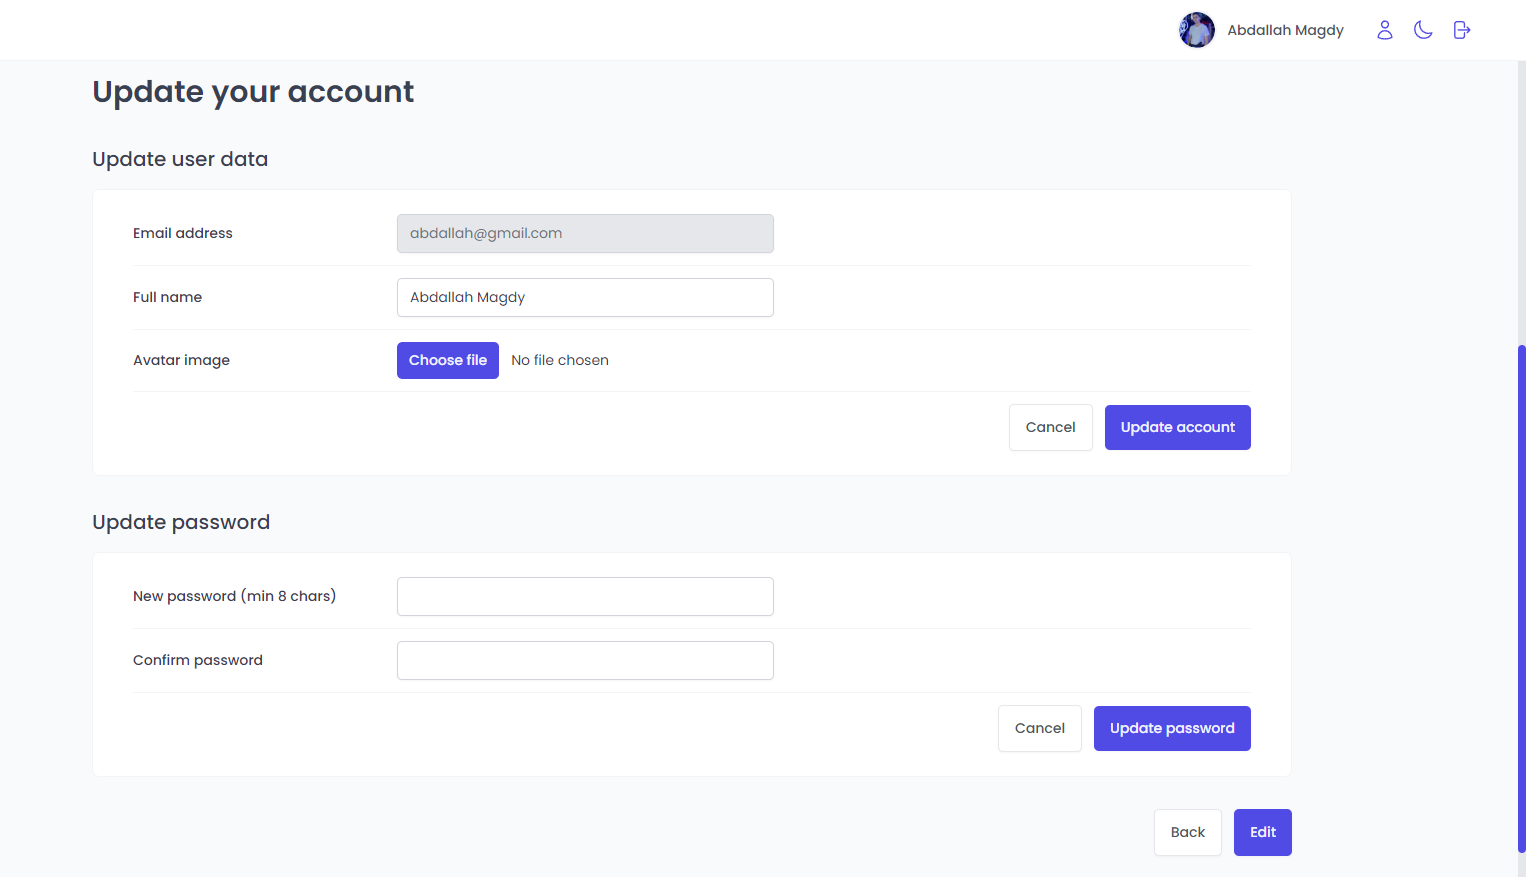 Abdallah Magdy
Update your account
Update user data
Email address
abdallah@gmail.com
Full name
Abdallah Magdy
Avatar image
Choose file No file chosen
Cancel Update account
Update password
New password (min 8 chars)
Confirm password
Cancel Update password
Back Edit